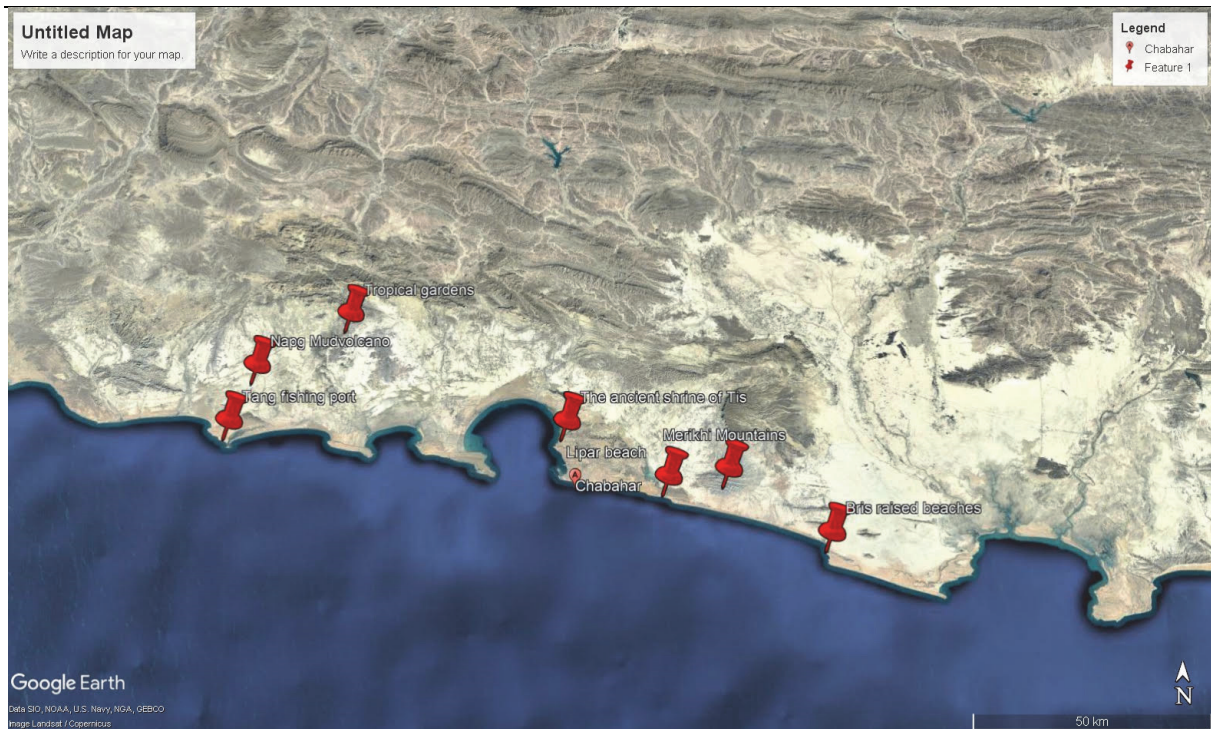 Untitled Map
Write a description for your map.
Legend
Chabahar
Feature 1
Tropical gardens
Napg Mudvolcano
Tang fishing port
The ancient shrine of Tis
Merikhi Mountains
Lipar beach
Chabahar
Bris raised beaches
Google Earth
Data SIO, NOAA, U.S. Navy, NGA, GEBCO
Image Landsat / Copernicus
N
50 km